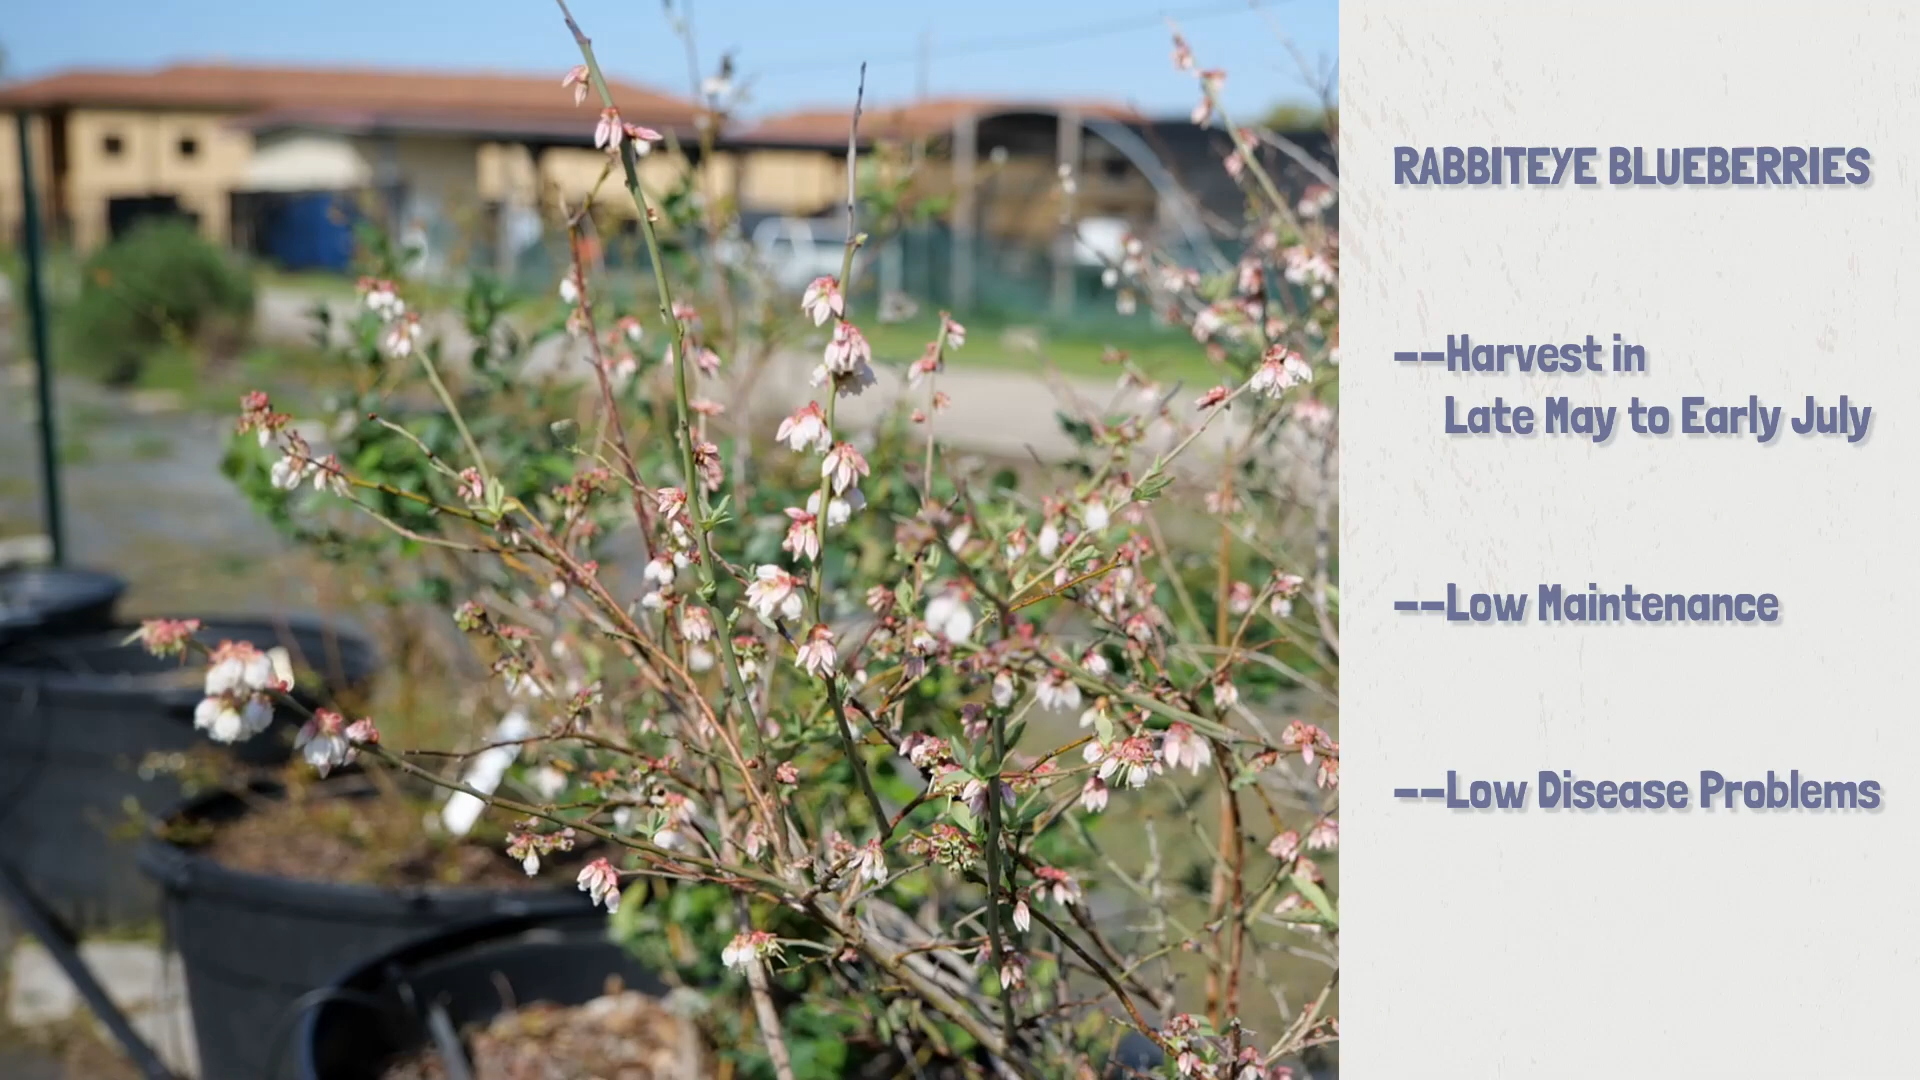 RABBITEYE BLUEBERRIES
--Harvest in
Late May to Early July
--Low Maintenance
--Low Disease Problems